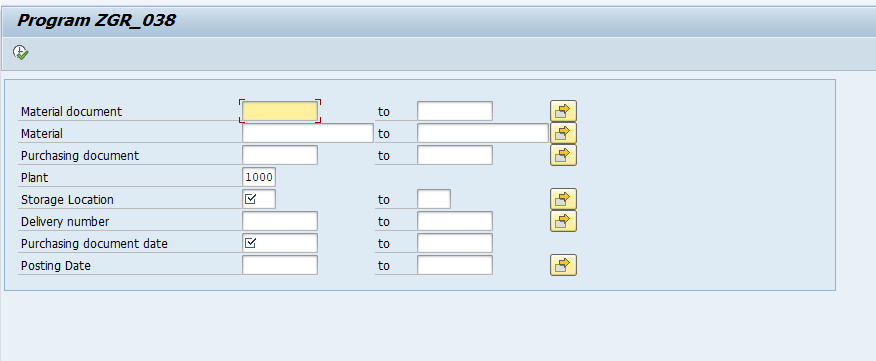 Program ZGR_038
Material document to
Material to
Purchasing document to
Plant 1000
Storage Location to
Delivery number to
Purchasing document date to
Posting Date to